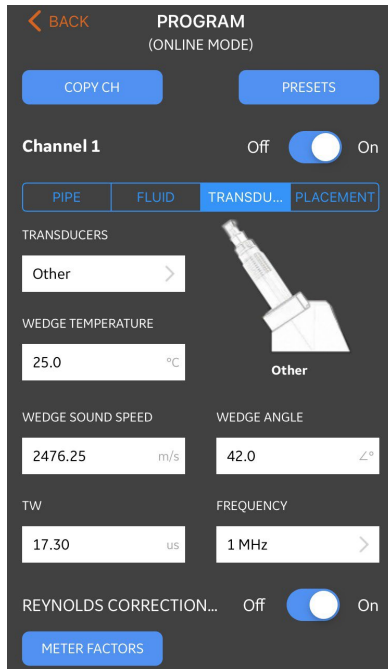 BACK PROGRAM
(ONLINE MODE)
COPY CH PRESETS
Channel 1 Off On
PIPE FLUID TRANSDU... PLACEMENT
TRANSDUCERS
Other
WEDGE TEMPERATURE
25.0 °C
Other
WEDGE SOUND SPEED WEDGE ANGLE
2476.25 m/s 42.0 ∠°
TW FREQUENCY
17.30 us 1 MHz
REYNOLDS CORRECTION... Off On
METER FACTORS